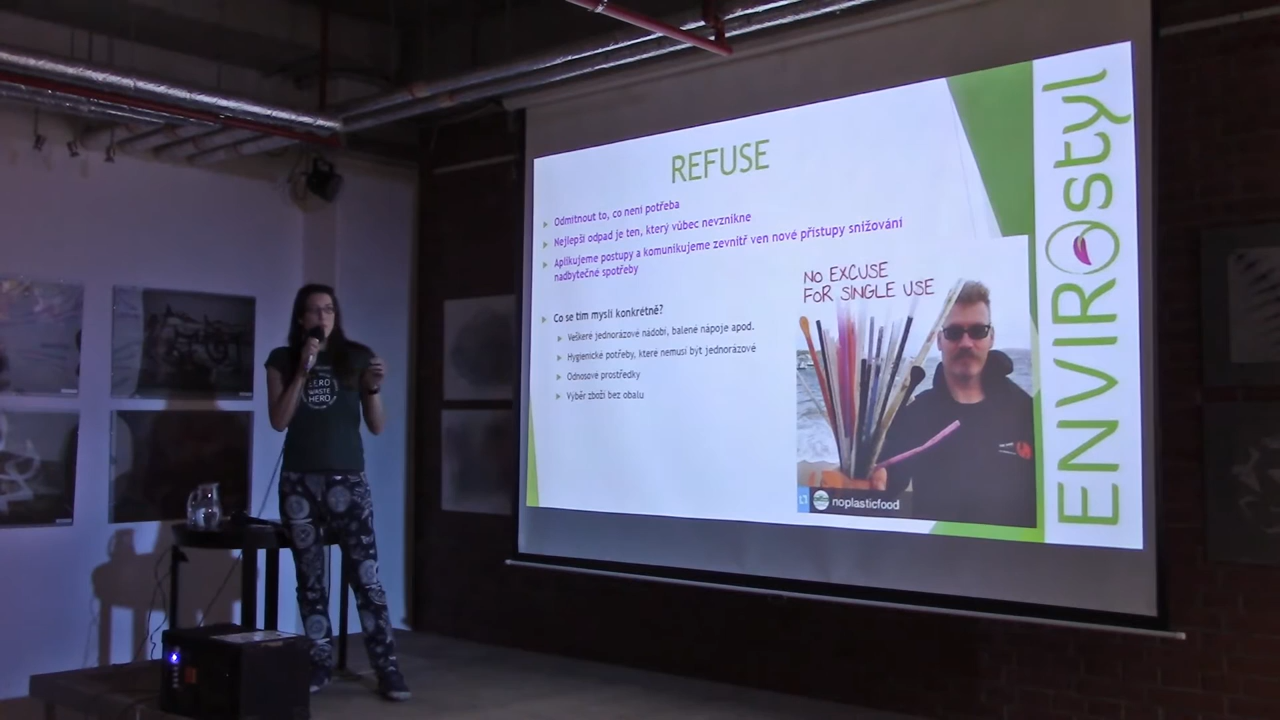 REFUSE
Odmítnout to, co není potřeba
Nejlepší odpad je ten, který vůbec nevznikne
Aplikujeme postupy a komunikujeme zevnitř ven nové přístupy snižování
nadbytečné spotřeby
Co se tím myslí konkrétně?
Veškeré jednorázové nádobí, balené nápoje apod.
Hygienické potřeby, které nemusí být jednorázové
Odnosové prostředky
Výběr zboží bez obalu
NO EXCUSE
FOR SINGLE USE
noplasticfood
ENVIROstyl
ZERO
WASTE
HERO